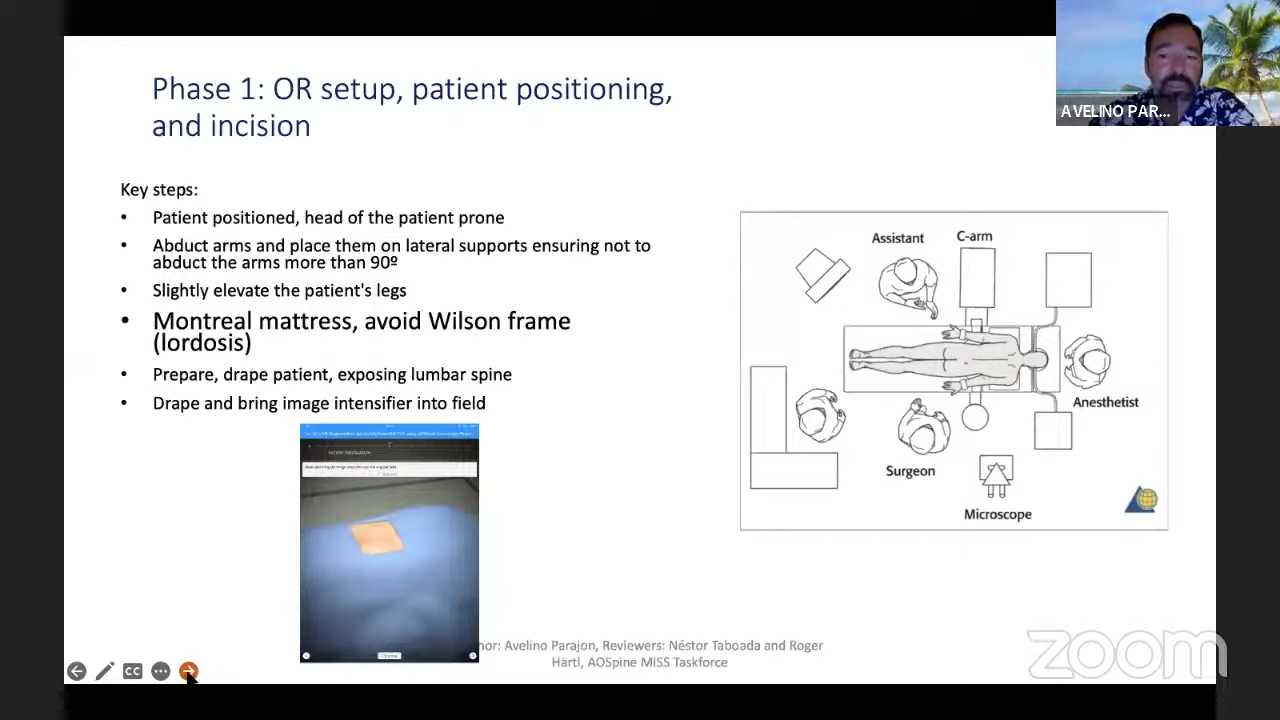 Phase 1: OR setup, patient positioning,
and incision
AVELINO PAR...
Key steps:
• Patient positioned, head of the patient prone
• Abduct arms and place them on lateral supports ensuring not to
abduct the arms more than 90º
• Slightly elevate the patient's legs
• Montreal mattress, avoid Wilson frame
(lordosis)
• Prepare, drape patient, exposing lumbar spine
• Drape and bring image intensifier into field
Assistant
C-arm
Anesthetist
Surgeon
Microscope
PATIENT PREPARATION
hor: Avelino Parajon, Reviewers: Néstor Taboada and Roger
Härtl, AOSpine MISS Taskforce
CC
zoom